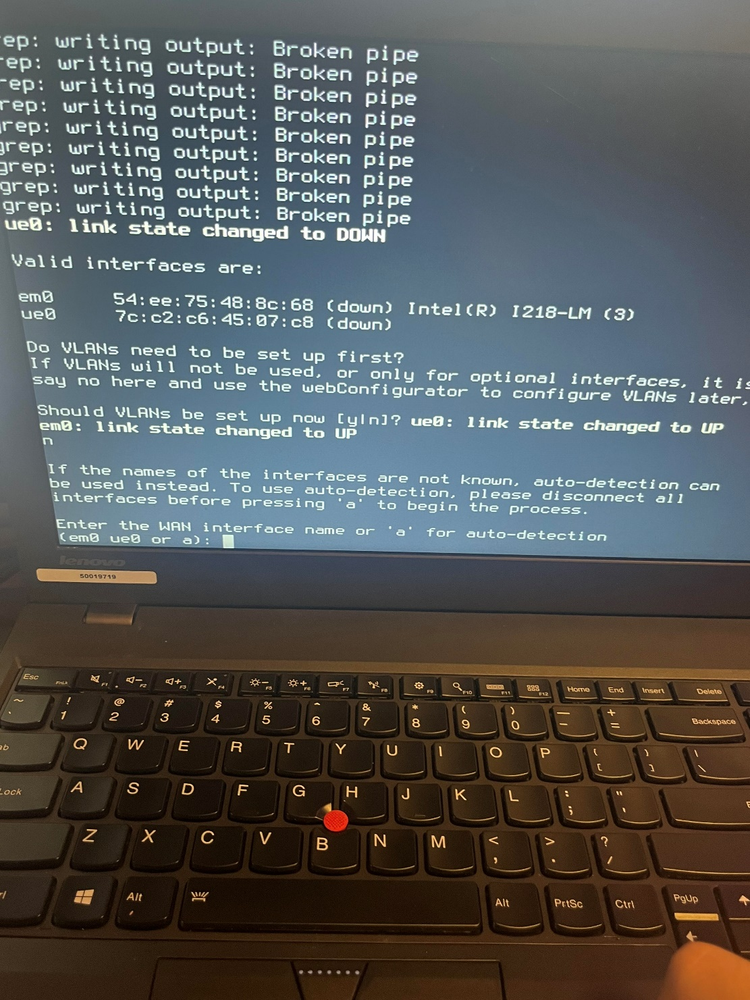 rep: writing output: Broken pipe
rep: writing output: Broken pipe
rep: writing output: Broken pipe
rep: writing output: Broken pipe
rep: writing output: Broken pipe
grep: writing output: Broken pipe
grep: writing output: Broken pipe
grep: writing output: Broken pipe
grep: writing output: Broken pipe
ue0: link state changed to DOWN
Valid interfaces are:
em0 54:ee:75:48:8c:68 (down) Intel(R) I218-LM (3)
ue0 7c:c2:c6:45:07:c8 (down)
Do VLANs need to be set up first?
If VLANs will not be used, or only for optional interfaces, it is
say no here and use the webConfigurator to configure VLANs later,
Should VLANs be set up now [y|n]? ue0: link state changed to UP
em0: link state changed to UP
n
If the names of the interfaces are not known, auto-detection can
be used instead. To use auto-detection, please disconnect all
interfaces before pressing 'a' to begin the process.
Enter the WAN interface name or 'a' for auto-detection
(em0 ue0 or a):
lenovo
50019719
Esc FnLk F1 F2 F3 F4 F5 F6 F7 F8 F9 F10 F11 F12 Home End Insert Delete
~ ` ! 1 @ 2 # 3 $ 4 % 5 ^ 6 & 7 * 8 ( 9 ) 0 — - + = Backspace
ab Q W E R T Y U I O P { [ } ] | \
Lock A S D F G H J K L : ; " '
Z X C V B N M < , > . ? /
rl Alt Alt PrtSc Ctrl PgUp